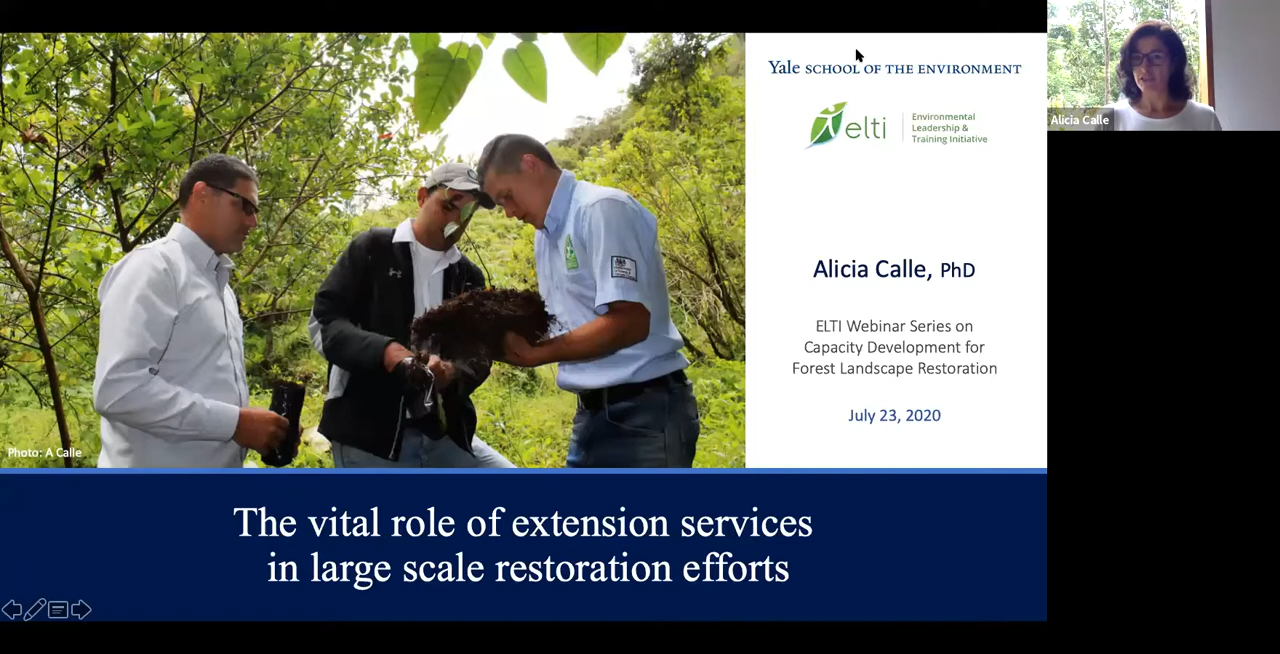 Yale SCHOOL OF THE ENVIRONMENT
elti
Environmental
Leadership &
Training Initiative
Alicia Calle
Alicia Calle, PhD
ELTI Webinar Series on
Capacity Development for
Forest Landscape Restoration
July 23, 2020
Photo: A Calle
The vital role of extension services
in large scale restoration efforts